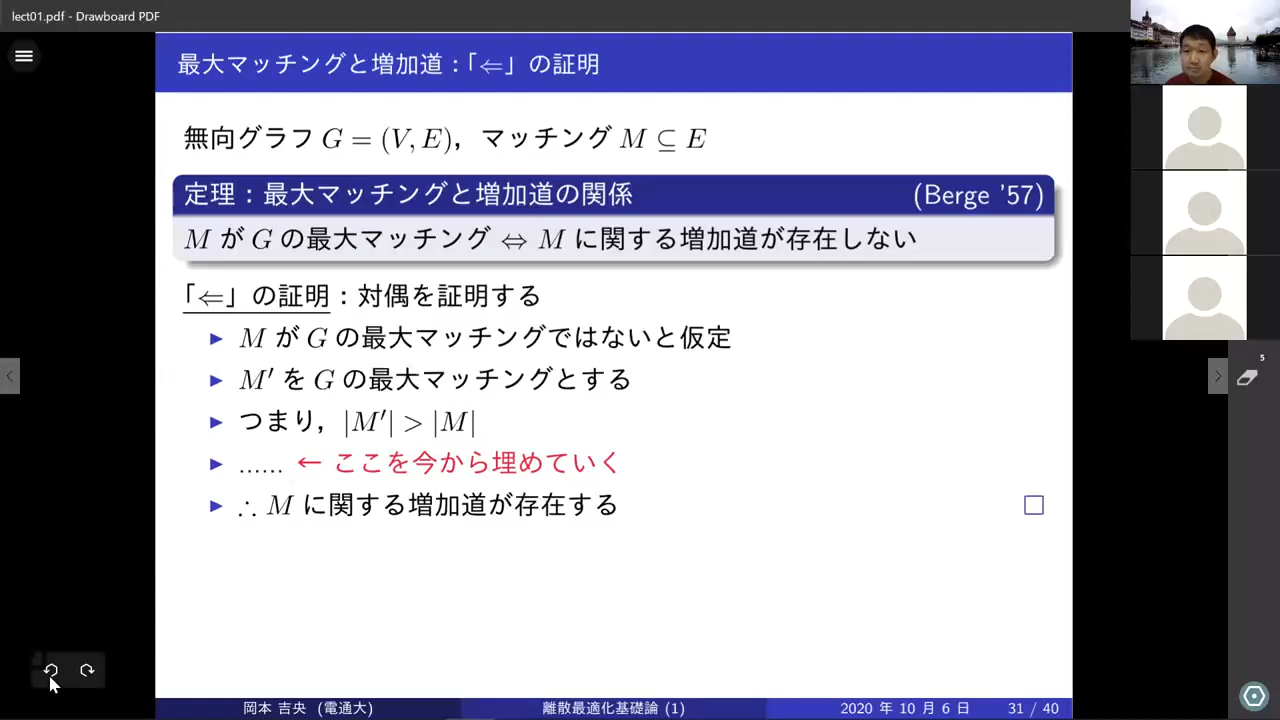 lect01.pdf - Drawboard PDF
最大マッチングと増加道：「⇐」の証明
無向グラフ G = (V, E)，マッチング M ⊆ E
定理：最大マッチングと増加道の関係 (Berge '57)
M が G の最大マッチング ⇔ M に関する増加道が存在しない
「⇐」の証明：対偶を証明する
▶ M が G の最大マッチングではないと仮定
▶ M′ を G の最大マッチングとする
▶ つまり，|M′| > |M|
▶ …… ← ここを今から埋めていく
▶ ∴ M に関する増加道が存在する □
5
岡本 吉央 (電通大) 離散最適化基礎論 (1) 2020 年 10 月 6 日 31 / 40